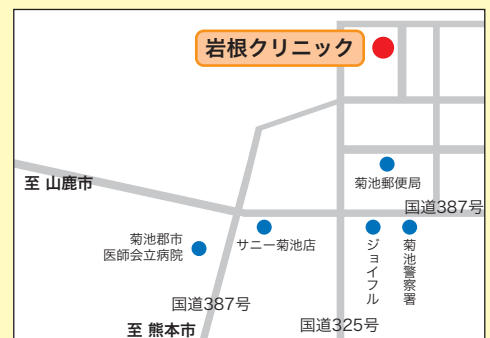 岩根クリニック
至 山鹿市
菊池郵便局
国道387号
菊池郡市
医師会立病院
サニー菊池店
ジョイフル
菊池警察署
国道387号
国道325号
至 熊本市